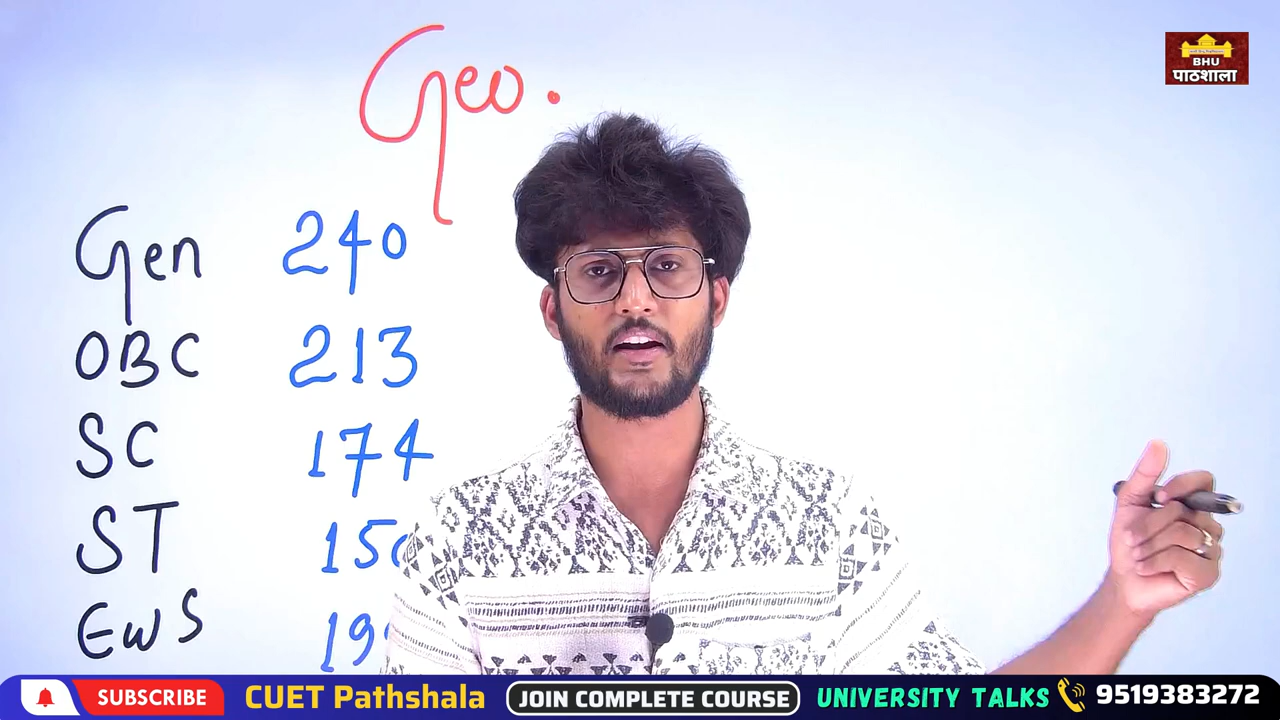 Geo.
BHU
पाठशाला
Gen 240
OBC 213
SC 174
ST
EWS
SUBSCRIBE CUET Pathshala JOIN COMPLETE COURSE UNIVERSITY TALKS 9519383272